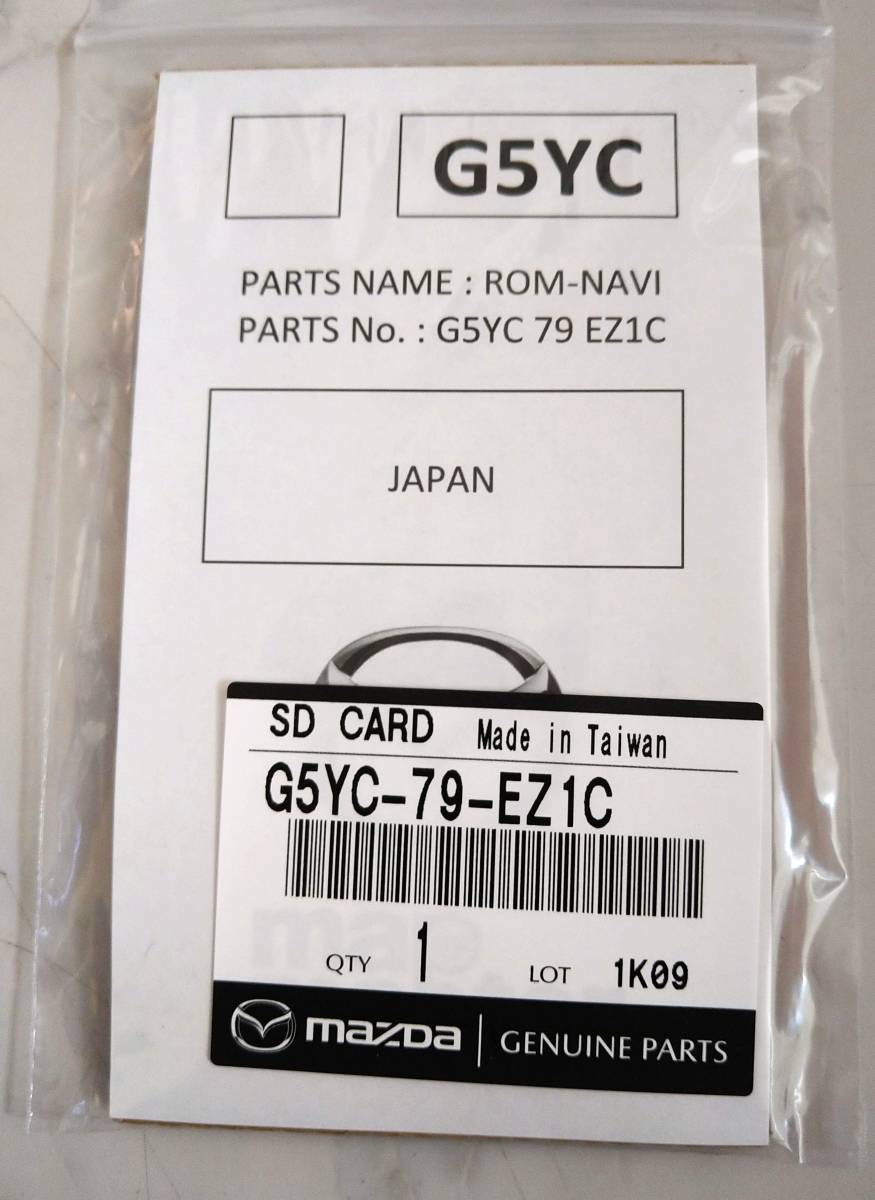 G5YC
PARTS NAME : ROM-NAVI
PARTS No. : G5YC 79 EZ1C
JAPAN
SD CARD Made in Taiwan
G5YC-79-EZ1C
QTY 1 LOT 1K09
mazda GENUINE PARTS